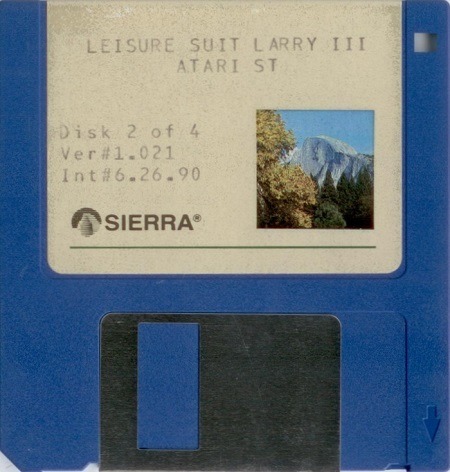 LEISURE SUIT LARRY III
ATARI ST
Disk 2 of 4
Ver#1.021
Int#6.26.90
SIERRA®